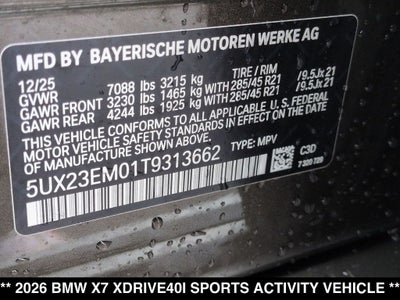 MFD BY BAYERISCHE MOTOREN WERKE AG
12/25 TIRE / RIM
GVWR 7088 lbs 3215 kg
GAWR FRONT 3230 lbs 1465 kg WITH 285/45 R21 /9.5Jx21
GAWR REAR 4244 lbs 1925 kg WITH 285/45 R21 /9.5Jx21
THIS VEHICLE CONFORMS TO ALL APPLICABLE U.S. FEDERAL
MOTOR VEHICLE SAFETY STANDARDS IN EFFECT ON THE
DATE OF MANUFACTURE SHOWN ABOVE.
5UX23EM01T9313662 TYPE: MPV C3D
7 320 728
** 2026 BMW X7 XDRIVE40I SPORTS ACTIVITY VEHICLE **